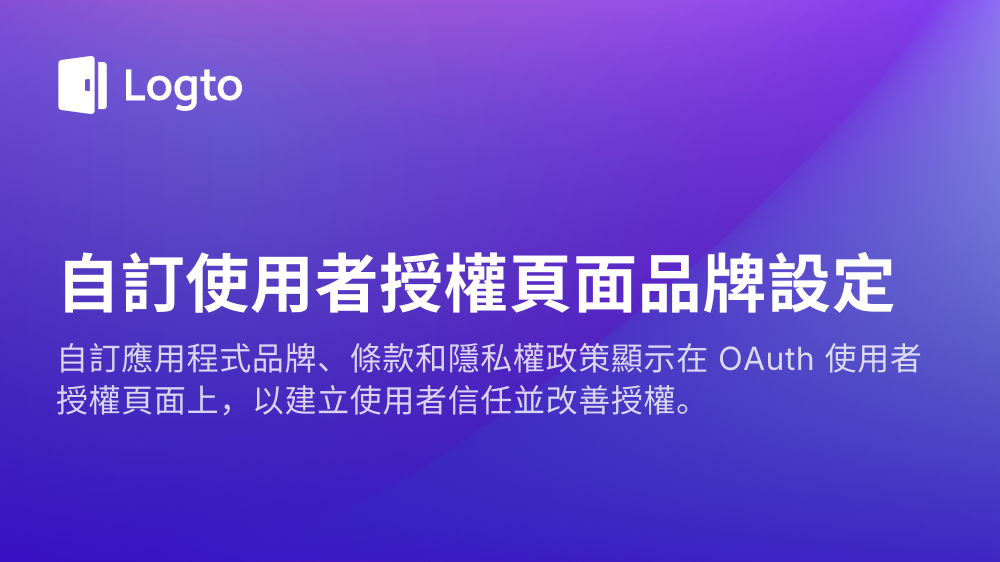 Logto
自訂使用者授權頁面品牌設定
自訂應用程式品牌、條款和隱私權政策顯示在 OAuth 使用者
授權頁面上，以建立使用者信任並改善授權。